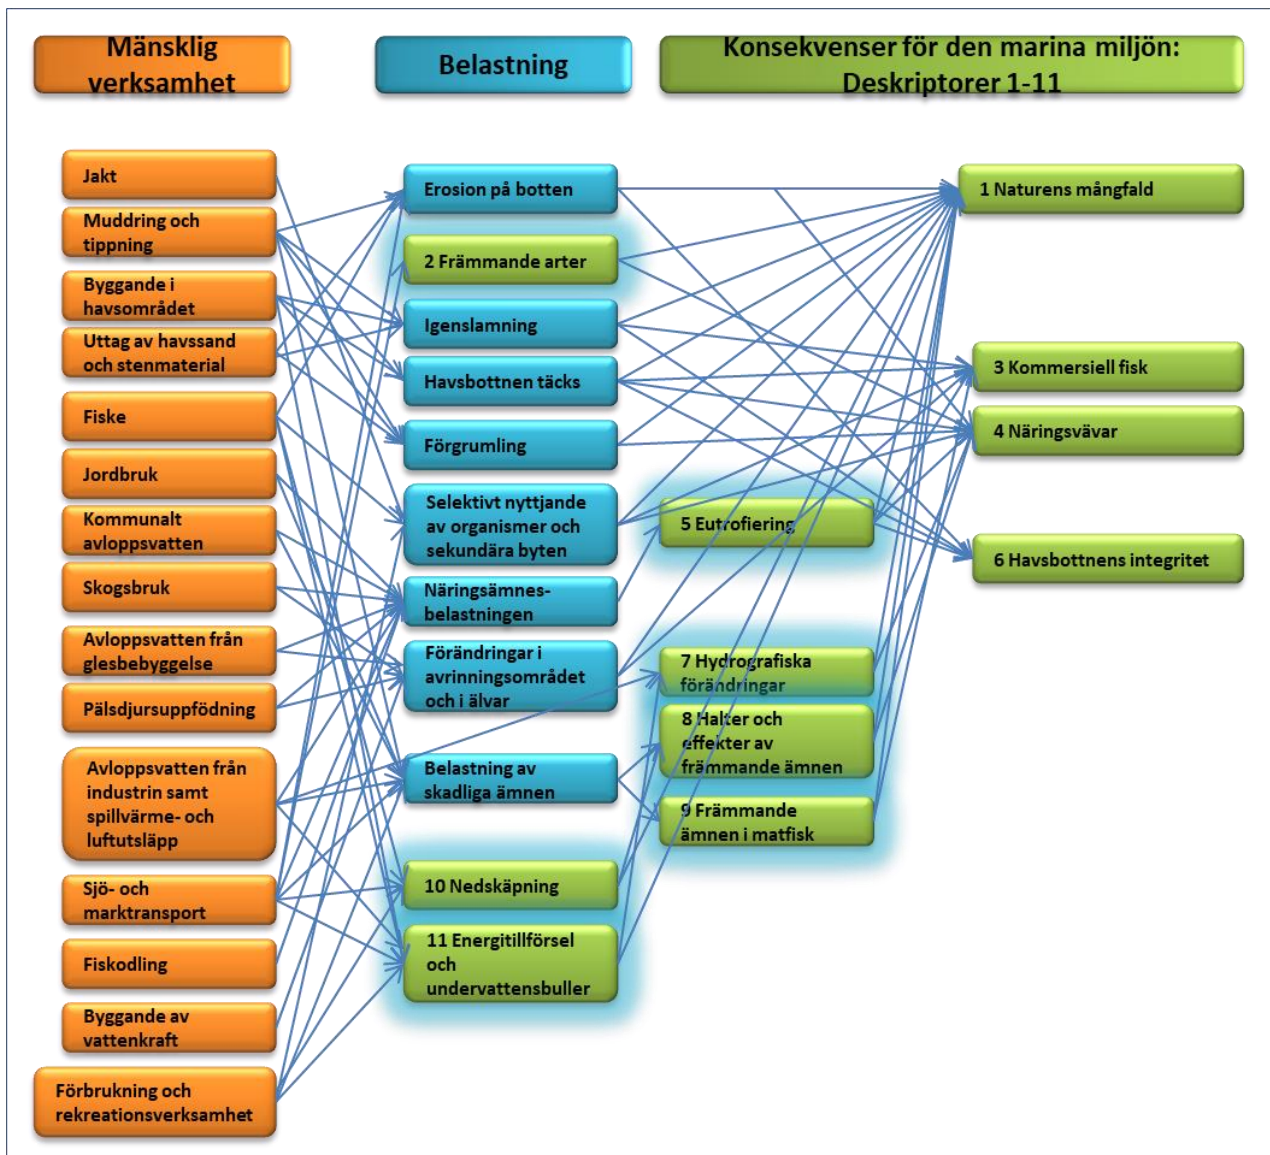 Mänsklig
verksamhet
Belastning
Konsekvenser för den marina miljön:
Deskriptorer 1-11
Jakt
Muddring och
tippning
Byggande i
havsområdet
Uttag av havssand
och stenmaterial
Fiske
Jordbruk
Kommunalt
avloppsvatten
Skogsbruk
Avloppsvatten från
glesbebyggelse
Pälsdjursuppfödning
Avloppsvatten från
industrin samt
spillvärme- och
luftutsläpp
Sjö- och
marktransport
Fiskodling
Byggande av
vattenkraft
Förbrukning och
rekreationsverksamhet
Erosion på botten
2 Främmande arter
Igenslamning
Havsbottnen täcks
Förgrumling
Selektivt nyttjande
av organismer och
sekundära byten
Näringsämnes-
belastningen
Förändringar i
avrinningsområdet
och i älvar
Belastning av
skadliga ämnen
10 Nedskäpning
11 Energitillförsel
och
undervattensbuller
5 Eutrofiering
7 Hydrografiska
förändringar
8 Halter och
effekter av
främmande ämnen
9 Främmande
ämnen i matfisk
1 Naturens mångfald
3 Kommersiell fisk
4 Näringsvävar
6 Havsbottnens integritet